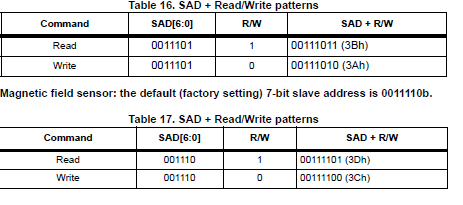 Table 16. SAD + Read/Write patterns
Command SAD[6:0] R/W SAD + R/W
Read 0011101 1 00111011 (3Bh)
Write 0011101 0 00111010 (3Ah)
Magnetic field sensor: the default (factory setting) 7-bit slave address is 0011110b.
Table 17. SAD + Read/Write patterns
Command SAD[6:0] R/W SAD + R/W
Read 001110 1 00111101 (3Dh)
Write 001110 0 00111100 (3Ch)